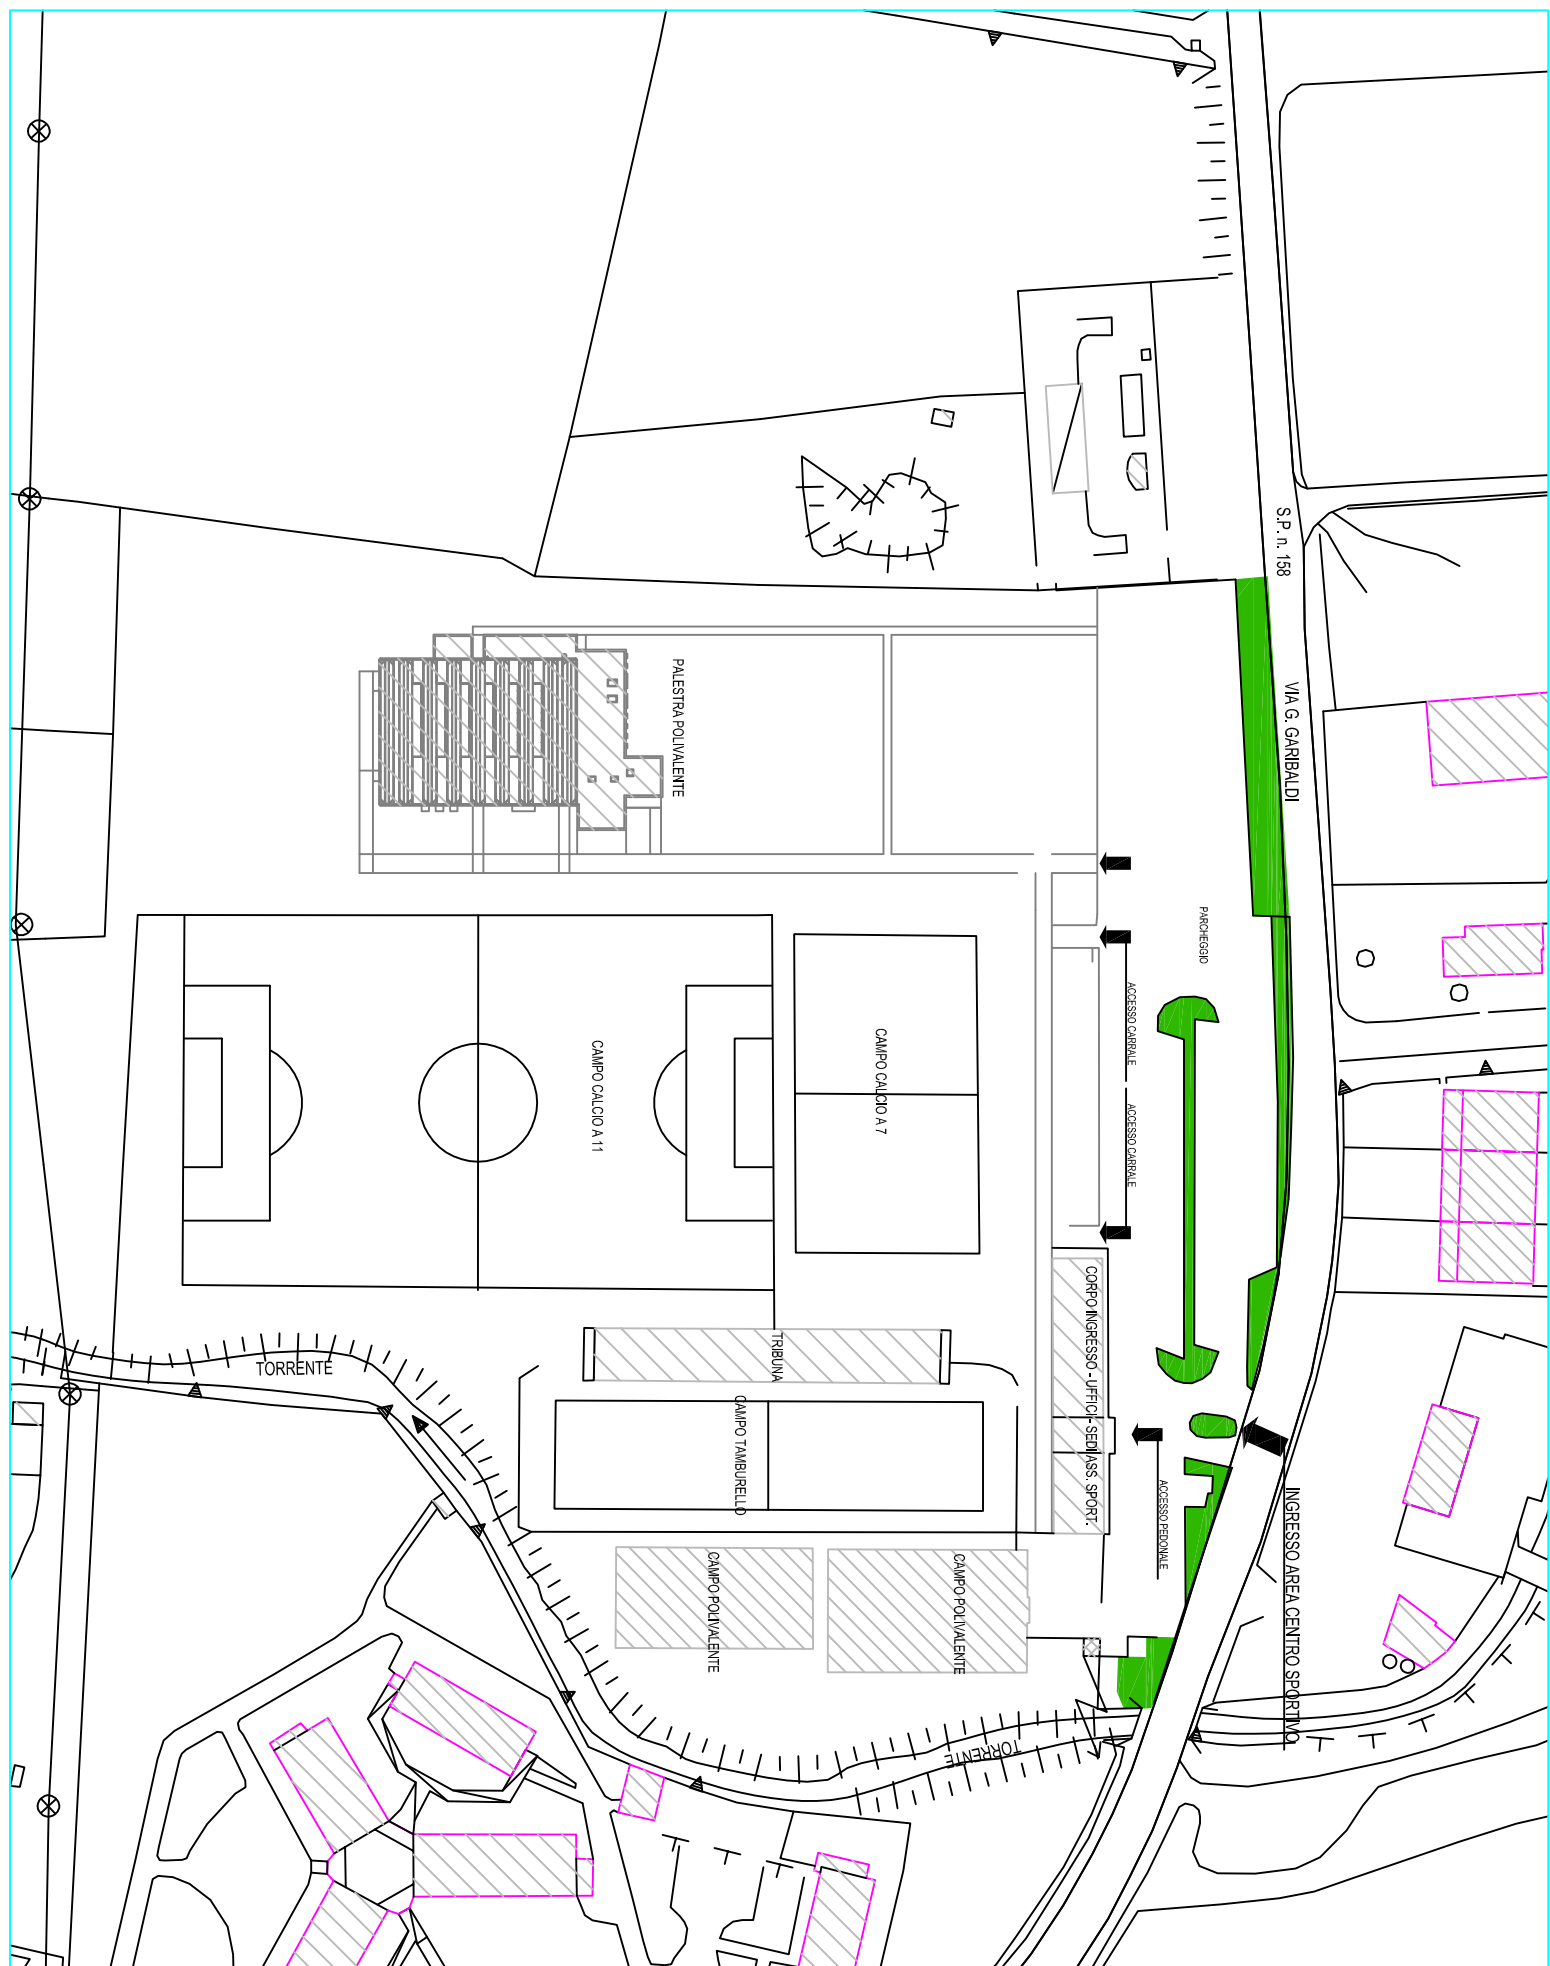 S.P. n. 158
VIA G. GARIBALDI
PALESTRA POLIVALENTE
PARCHEGGIO
ACCESSO CARRALE
ACCESSO CARRALE
CAMPO CALCIO A 7
CAMPO CALCIO A 11
CORPO INGRESSO - UFFICI - SEDI ASS. SPORT.
TRIBUNA
TORRENTE
CAMPO TAMBURELLO
ACCESSO PEDONALE
INGRESSO AREA CENTRO SPORTIVO
CAMPO POLIVALENTE
CAMPO POLIVALENTE
TORRENTE